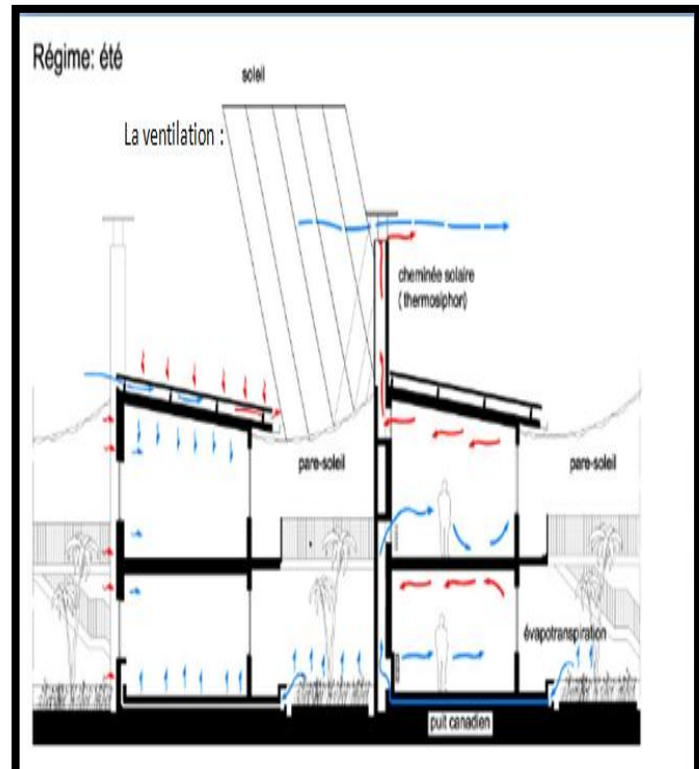 Régime: été
soleil
La ventilation :
cheminée solaire
( thermosiphon)
pare-soleil
pare-soleil
évapotranspiration
puit canadien